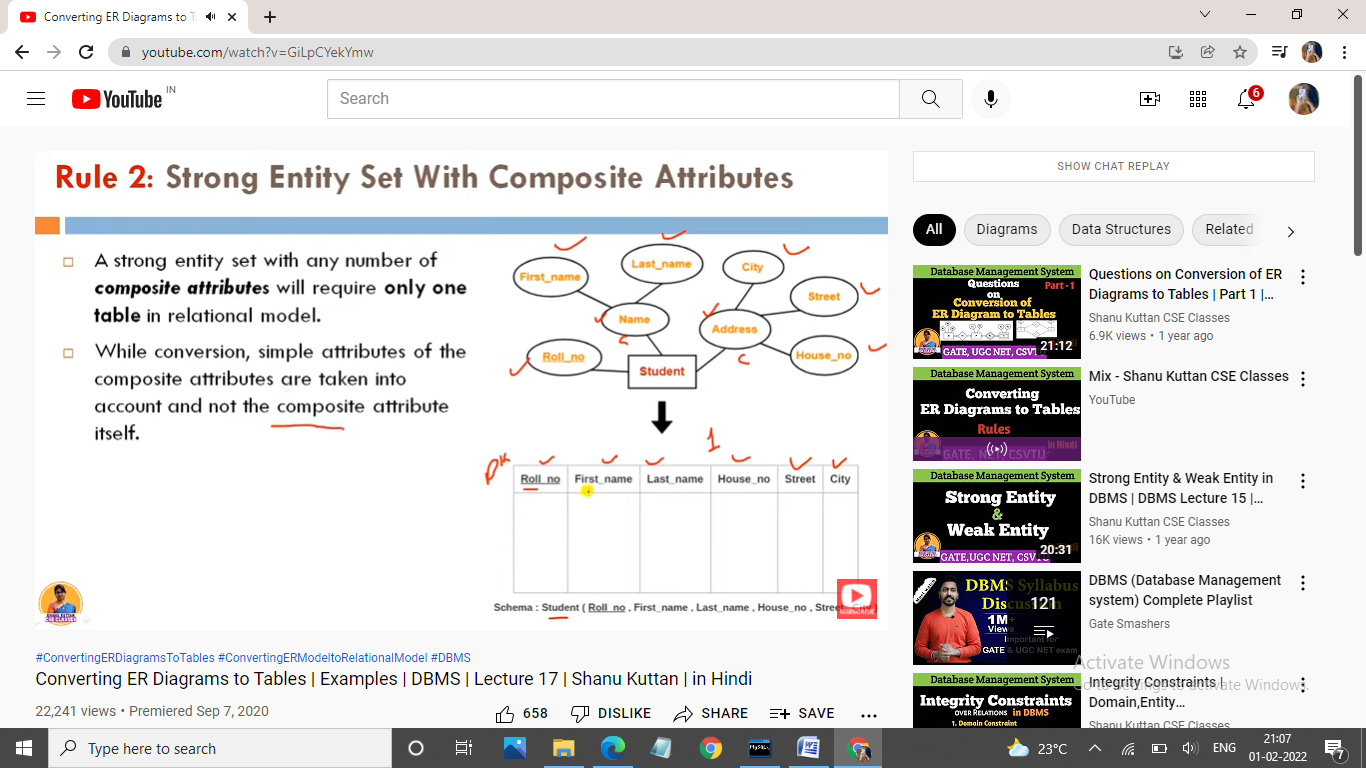 Converting ER Diagrams to T
youtube.com/watch?v=GiLpCYekYmw
YouTube IN
Search
6
Rule 2: Strong Entity Set With Composite Attributes
A strong entity set with any number of
composite attributes will require only one
table in relational model.
While conversion, simple attributes of the
composite attributes are taken into
account and not the composite attribute
itself.
First_name
Last_name
City
Street
Name
Address
House_no
Roll_no
Student
C
C
1
PK
Roll_no First_name Last_name House_no Street City
Schema : Student ( Roll_no , First_name , Last_name , House_no , Street , City )
SUBSCRIBE
#ConvertingERDiagramsToTables #ConvertingERModeltoRelationalModel #DBMS
Converting ER Diagrams to Tables | Examples | DBMS | Lecture 17 | Shanu Kuttan | in Hindi
22,241 views • Premiered Sep 7, 2020
658 DISLIKE SHARE SAVE
SHOW CHAT REPLAY
All Diagrams Data Structures Related
Database Management System
Questions
on
Part - 1
Conversion of
ER Diagram to Tables
GATE, UGC NET, CSVT
21:12
Questions on Conversion of ER
Diagrams to Tables | Part 1 |...
Shanu Kuttan CSE Classes
6.9K views • 1 year ago
Database Management System
Converting
ER Diagrams to Tables
Rules
in Hindi
GATE, NET, CSVTU
Mix - Shanu Kuttan CSE Classes
YouTube
Database Management System
Strong Entity
&
Weak Entity
GATE,UGC NET, CSVTU
20:31
Strong Entity & Weak Entity in
DBMS | DBMS Lecture 15 |...
Shanu Kuttan CSE Classes
16K views • 1 year ago
DBMS Syllabus
Discussion
1M+
Views
Important for
GATE & UGC NET exam
121
DBMS (Database Management
system) Complete Playlist
Gate Smashers
Database Management System
Integrity Constraints
OVER RELATIONS in DBMS
1. Domain Constraint
Integrity Constraints |
Domain,Entity...
Shanu Kuttan CSE Classes
Activate Windows
Go to Settings to activate Windows.
Type here to search
MySQL
23°C
ENG
21:07
01-02-2022
7